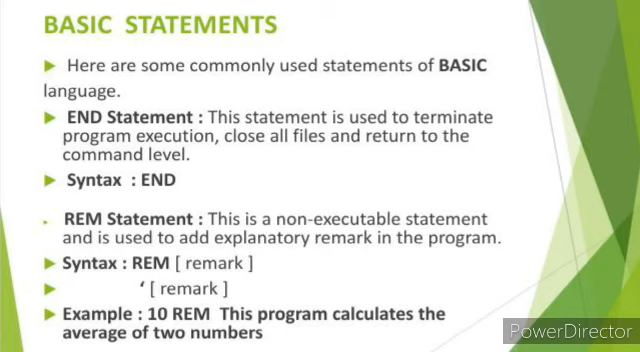 BASIC STATEMENTS
Here are some commonly used statements of BASIC
language.
END Statement : This statement is used to terminate
program execution, close all files and return to the
command level.
Syntax : END
REM Statement : This is a non-executable statement
and is used to add explanatory remark in the program.
Syntax : REM [ remark ]
‘ [ remark ]
Example : 10 REM This program calculates the
average of two numbers
PowerDirector